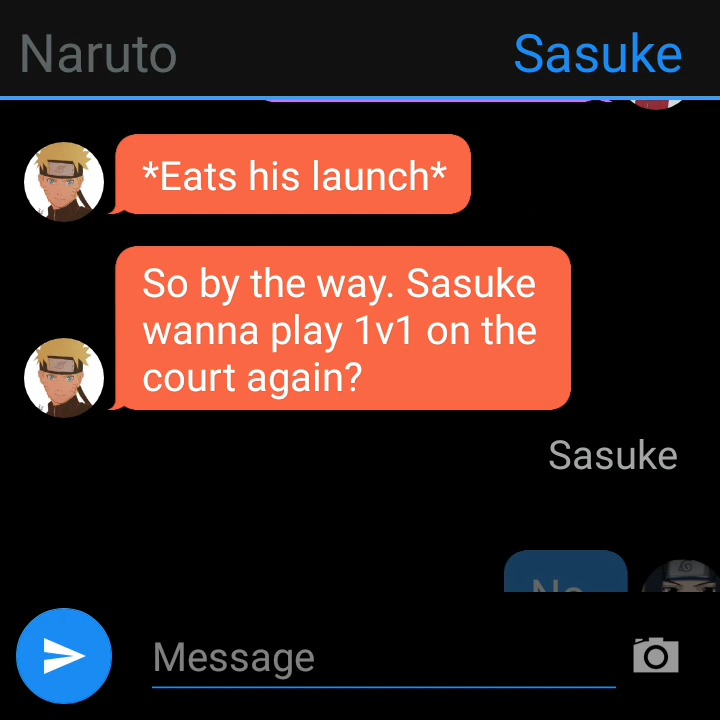 Naruto
Sasuke
*Eats his launch*
So by the way. Sasuke
wanna play 1v1 on the
court again?
Sasuke
Message